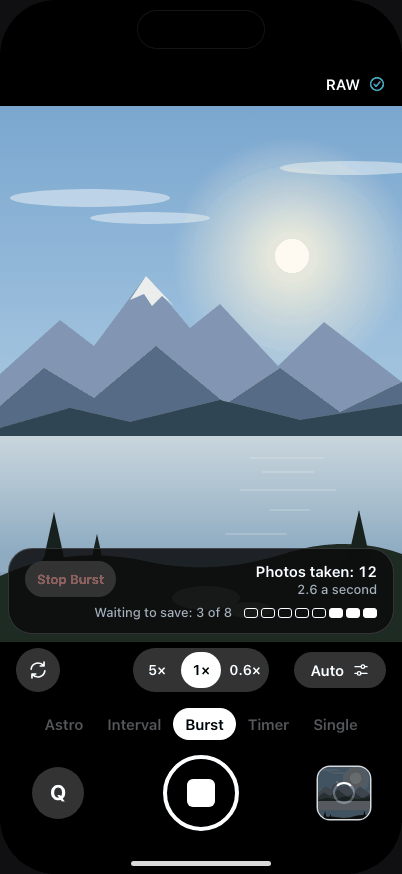 RAW
Stop Burst
Photos taken: 12
2.6 a second
Waiting to save: 3 of 8
5× 1× 0.6×
Auto
Astro Interval Burst Timer Single
Q